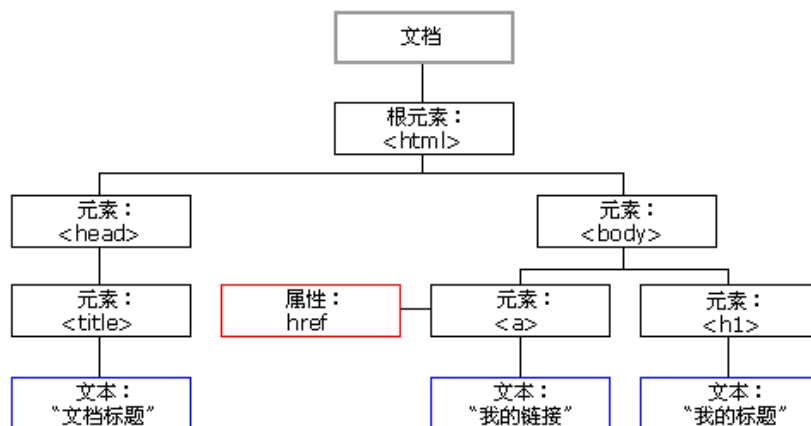 文档
根元素：
<html>
元素：
<head>
元素：
<body>
元素：
<title>
属性：
href
元素：
<a>
元素：
<h1>
文本：
“文档标题”
文本：
“我的链接”
文本：
“我的标题”